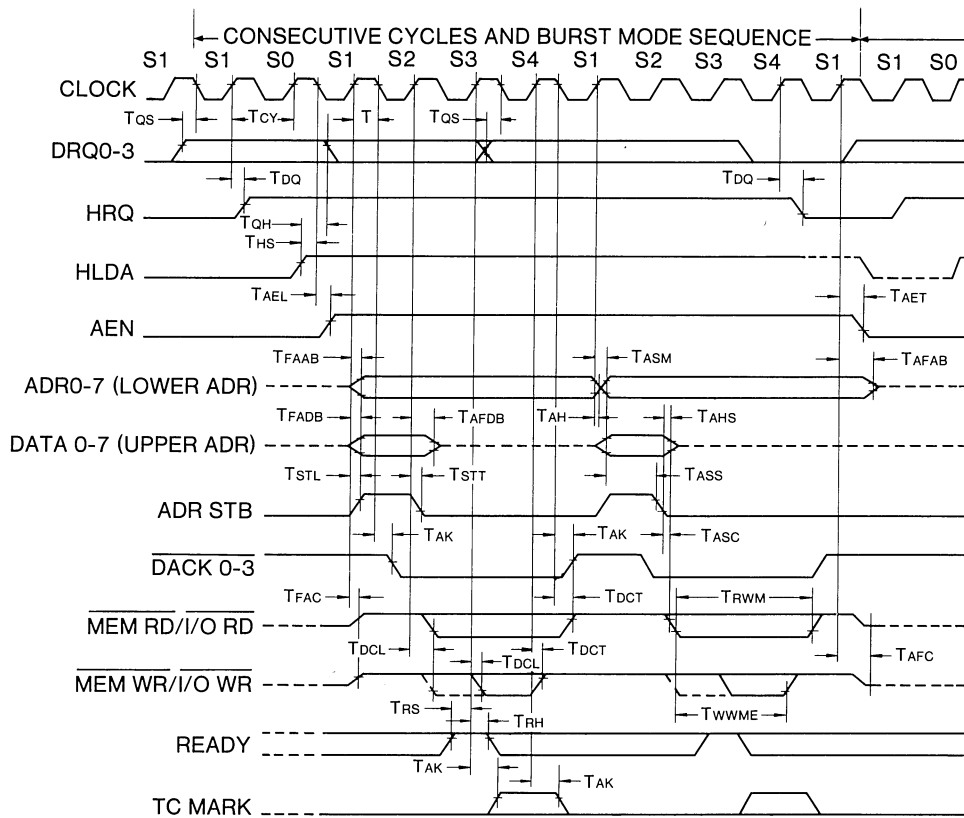 CONSECUTIVE CYCLES AND BURST MODE SEQUENCE
S1 S1 S0 S1 S2 S3 S4 S1 S2 S3 S4 S1 S1 S0
CLOCK
TQS TCY T TQS
DRQ0-3
TDQ TDQ
HRQ
TQH
THS
HLDA
TAEL TAET
AEN
TFAAB TASM TAFAB
ADR0-7 (LOWER ADR)
TFADB TAFDB TAH TAHS
DATA 0-7 (UPPER ADR)
TSTL TSTT TASS
ADR STB
TAK TAK TASC
DACK 0-3
TFAC TDCT TRWM
MEM RD/I/O RD
TDCL TDCL TDCT TAFC
MEM WR/I/O WR
TRS TRH TWWME
READY
TAK TAK
TC MARK